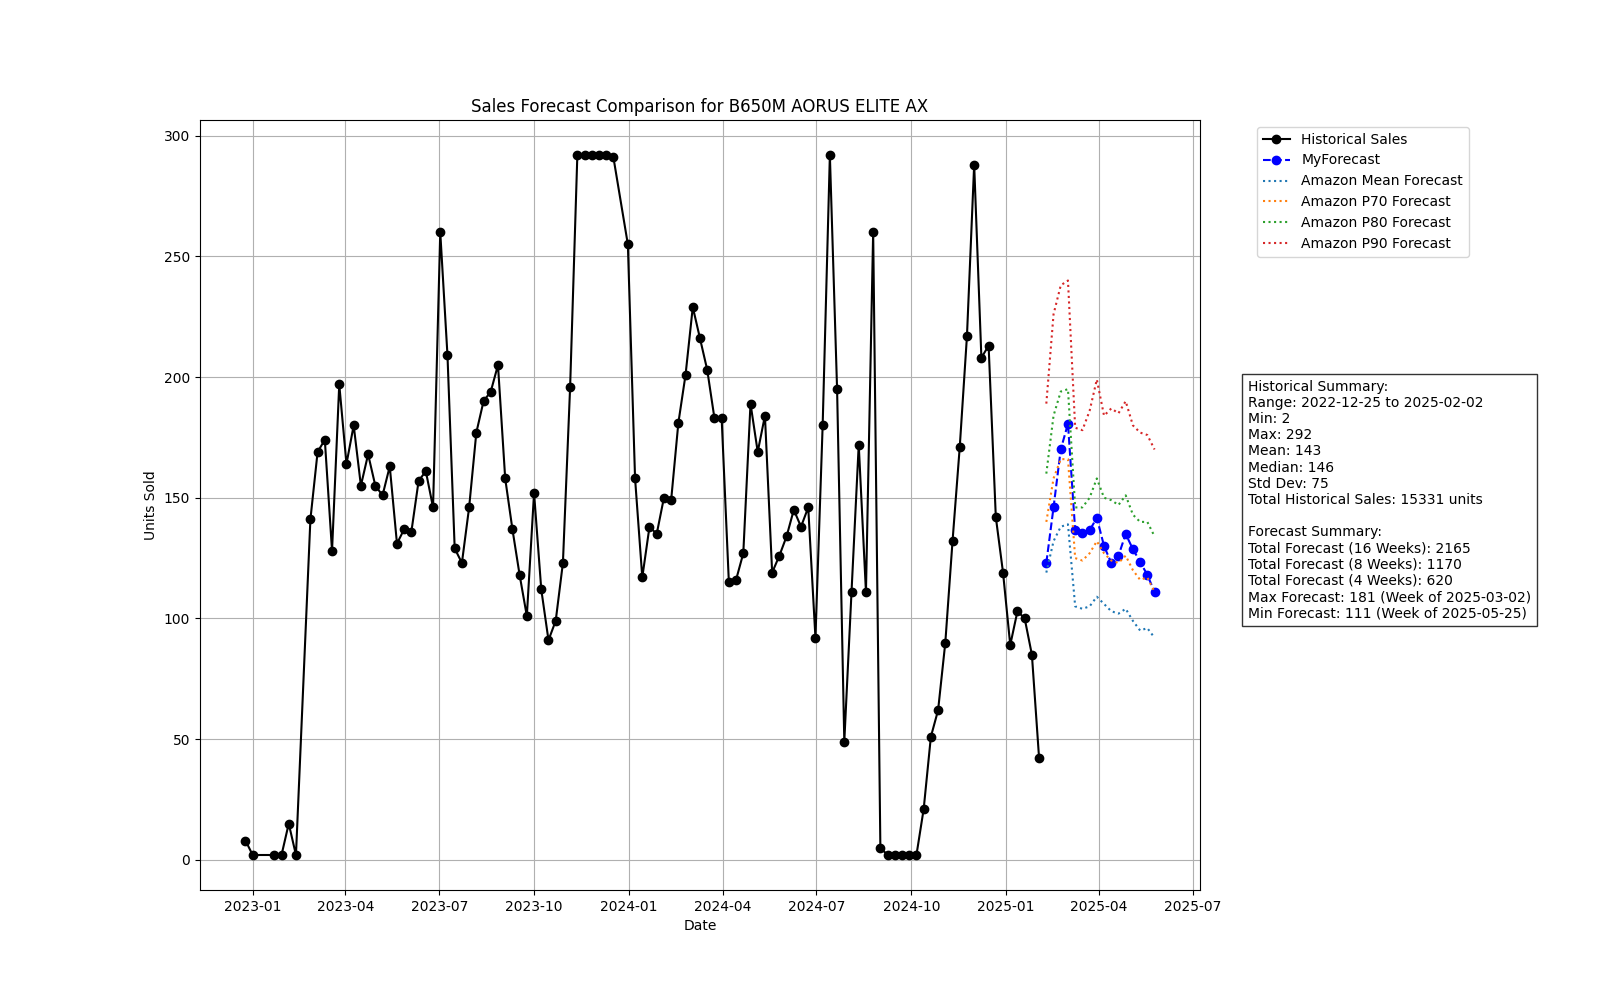 Sales Forecast Comparison for B650M AORUS ELITE AX
300
250
200
150
100
50
0
Units Sold
2023-01
2023-04
2023-07
2023-10
2024-01
2024-04
2024-07
2024-10
2025-01
2025-04
2025-07
Date
Historical Sales
MyForecast
Amazon Mean Forecast
Amazon P70 Forecast
Amazon P80 Forecast
Amazon P90 Forecast
Historical Summary:
Range: 2022-12-25 to 2025-02-02
Min: 2
Max: 292
Mean: 143
Median: 146
Std Dev: 75
Total Historical Sales: 15331 units
Forecast Summary:
Total Forecast (16 Weeks): 2165
Total Forecast (8 Weeks): 1170
Total Forecast (4 Weeks): 620
Max Forecast: 181 (Week of 2025-03-02)
Min Forecast: 111 (Week of 2025-05-25)